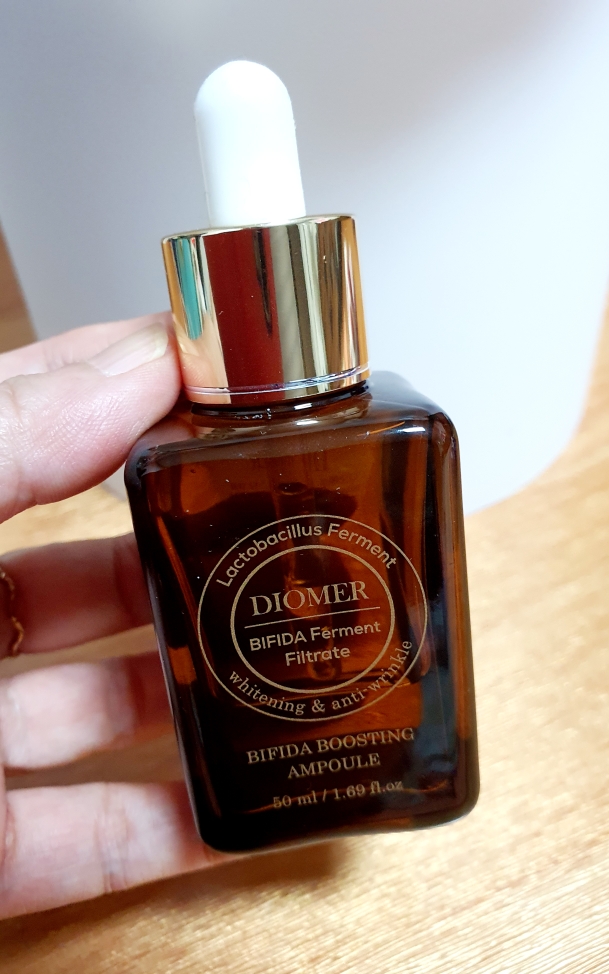 Lactobacillus Ferment
DIOMER
BIFIDA Ferment
Filtrate
whitening & anti-wrinkle
BIFIDA BOOSTING
AMPOULE
50 ml / 1.69 fl.oz